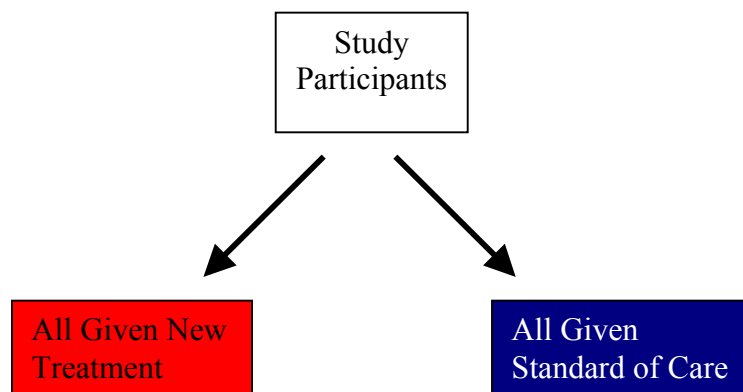 Study
Participants
All Given New
Treatment
All Given
Standard of Care